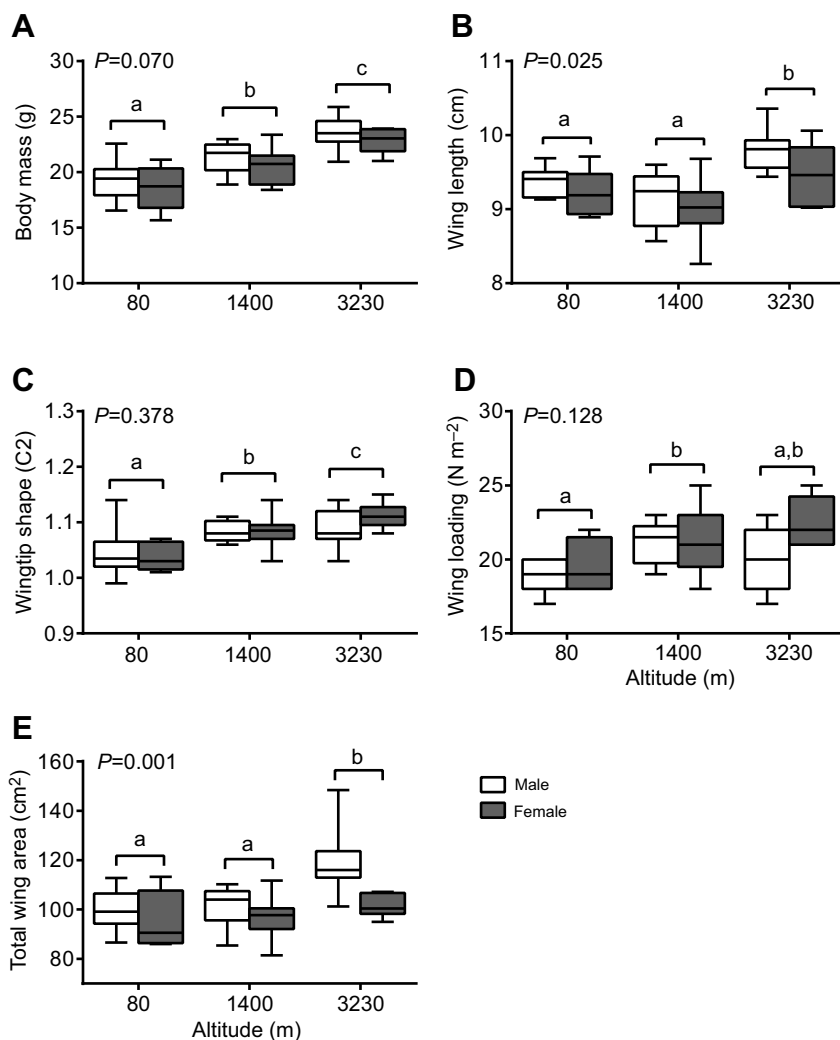 A
P=0.070
Body mass (g)
30
25
20
15
10
a
b
c
80
1400
3230
B
P=0.025
Wing length (cm)
11
10
9
8
a
a
b
80
1400
3230
C
P=0.378
Wingtip shape (C2)
1.3
1.2
1.1
1.0
0.9
a
b
c
80
1400
3230
D
P=0.128
Wing loading (N m−2)
30
25
20
15
a
b
a,b
80
1400
3230
Altitude (m)
E
P=0.001
Total wing area (cm2)
160
140
120
100
80
a
a
b
80
1400
3230
Altitude (m)
Male
Female